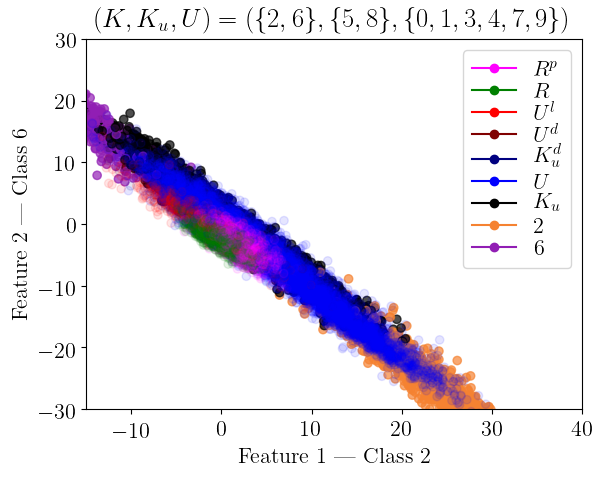 (K, K_u, U) = ({2, 6}, {5, 8}, {0, 1, 3, 4, 7, 9})
30
20
10
0
−10
−20
−30
Feature 2 — Class 6
R^p
R
U^l
U^d
K_u^d
U
K_u
2
6
−10
0
10
20
30
40
Feature 1 — Class 2